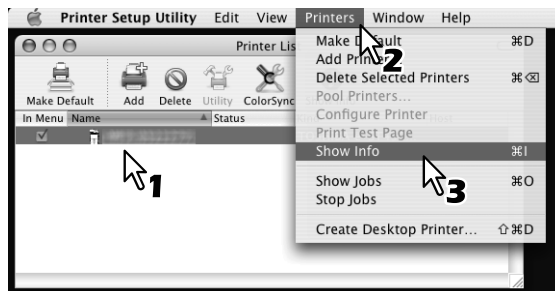 Printer Setup Utility Edit View Printers Window Help
Printer Lis
Make Default Add Delete Utility ColorSync
In Menu Name Status
1
2
3
Make D fault ⌘D
Add Printer
Delete Selected Printers ⌘⌫
Pool Printers...
Configure Printer
Print Test Page
Show Info ⌘I
Show Jobs ⌘O
Stop Jobs
Create Desktop Printer... ⇧⌘D